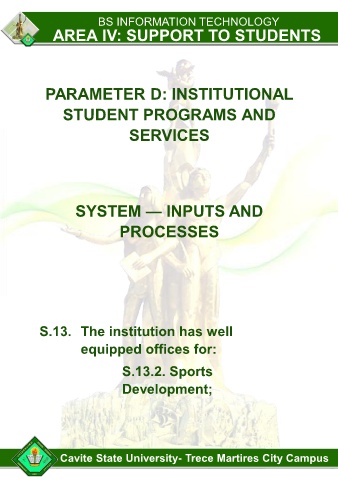 BS INFORMATION TECHNOLOGY
AREA IV: SUPPORT TO STUDENTS
PARAMETER D: INSTITUTIONAL
STUDENT PROGRAMS AND
SERVICES
SYSTEM — INPUTS AND
PROCESSES
S.13. The institution has well
equipped offices for:
S.13.2. Sports
Development;
Cavite State University- Trece Martires City Campus